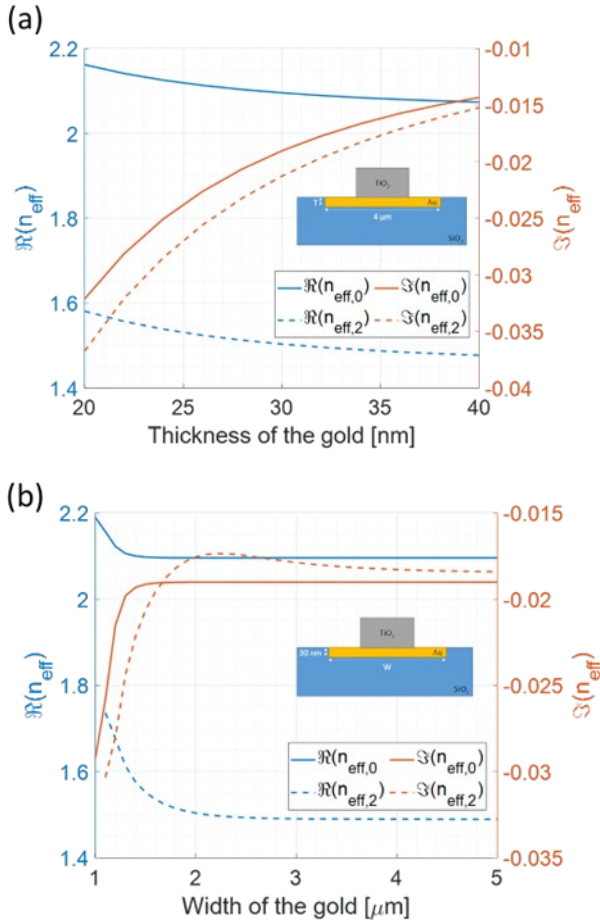 (a)
2.2
2
1.8
1.6
1.4
ℜ(n_eff)
-0.01
-0.015
-0.02
-0.025
-0.03
-0.035
-0.04
ℑ(n_eff)
TiO₂
T
Au
4 μm
SiO₂
ℜ(n_eff,0) ℑ(n_eff,0)
ℜ(n_eff,2) ℑ(n_eff,2)
20 25 30 35 40
Thickness of the gold [nm]
(b)
2.2
2
1.8
1.6
1.4
ℜ(n_eff)
-0.015
-0.02
-0.025
-0.03
-0.035
ℑ(n_eff)
TiO₂
30 nm
Au
W
SiO₂
ℜ(n_eff,0 ℑ(n_eff,0)
ℜ(n_eff,2) ℑ(n_eff,2)
1 2 3 4 5
Width of the gold [μm]